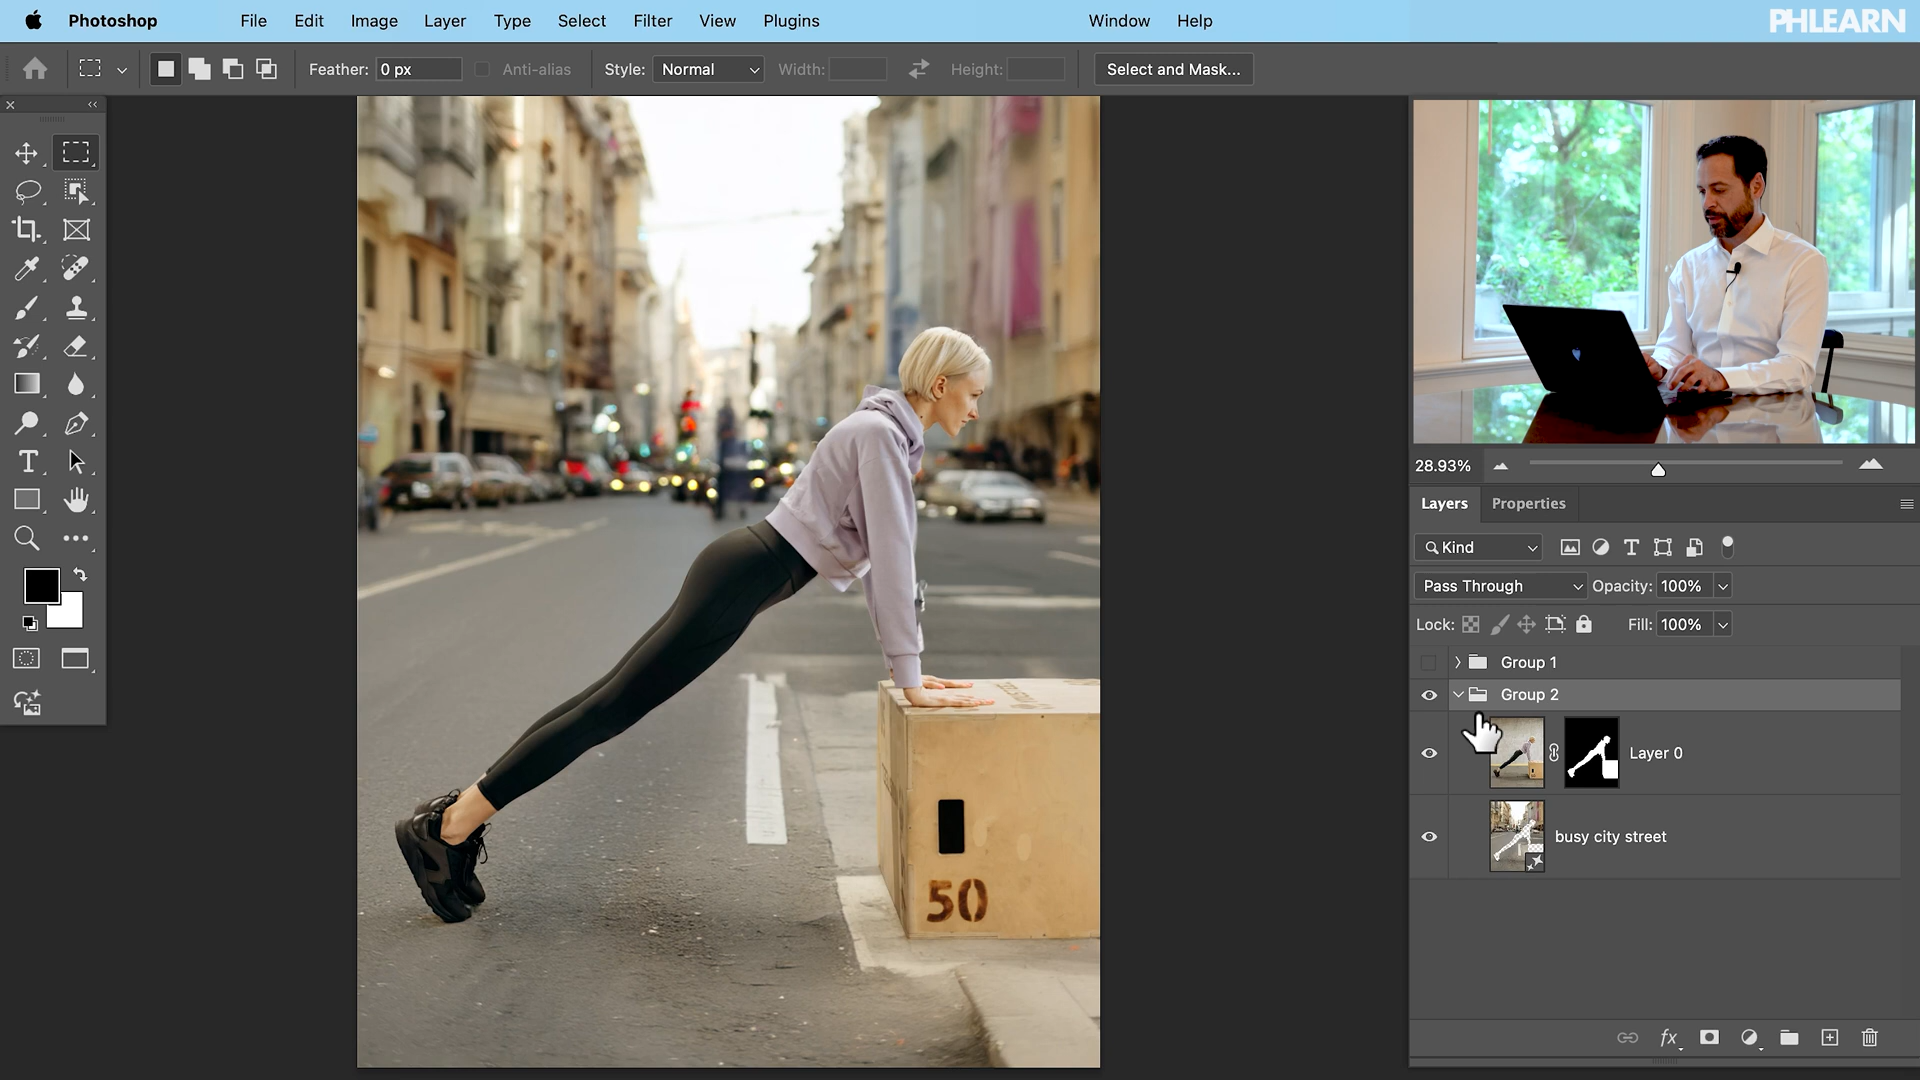 Photoshop File Edit Image Layer Type Select Filter View Plugins Window Help PHLEARN
Feather: 0 px Anti-alias Style: Normal Width: Height: Select and Mask...
28.93%
Layers Properties
Kind
Pass Through Opacity: 100%
Lock: Fill: 100%
Group 1
Group 2
Layer 0
busy city street
50